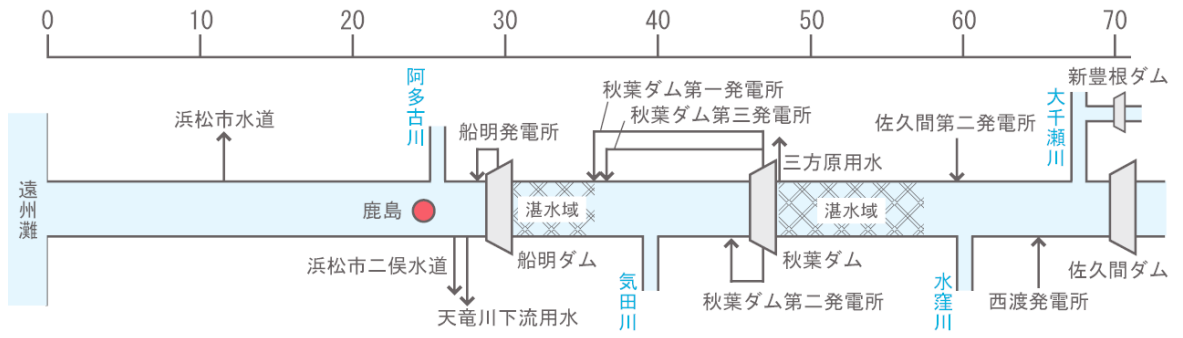 0 10 20 30 40 50 60 70
新豊根ダム
阿多古川
秋葉ダム第一発電所
大千瀬川
秋葉ダム第三発電所
浜松市水道
船明発電所
佐久間第二発電所
三方原用水
遠州灘
鹿島
湛水域
湛水域
浜松市二俣水道
船明ダム
秋葉ダム
佐久間ダム
気田川
秋葉ダム第二発電所
水窪川
西渡発電所
天竜川下流用水